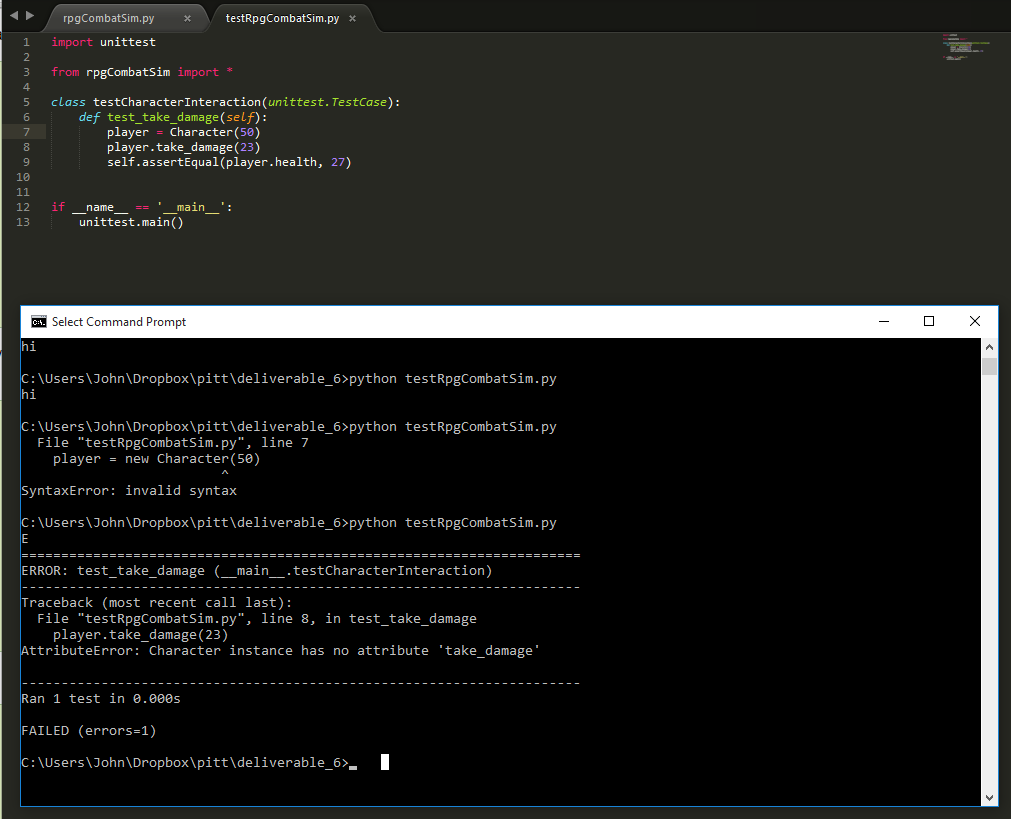 rpgCombatSim.py × testRpgCombatSim.py ×
1 import unittest
2
3 from rpgCombatSim import *
4
5 class testCharacterInteraction(unittest.TestCase):
6 def test_take_damage(self):
7 player = Character(50)
8 player.take_damage(23)
9 self.assertEqual(player.health, 27)
10
11
12 if __name__ == '__main__':
13 unittest.main()
C:\. Select Command Prompt
hi
C:\Users\John\Dropbox\pitt\deliverable_6>python testRpgCombatSim.py
hi
C:\Users\John\Dropbox\pitt\deliverable_6>python testRpgCombatSim.py
File "testRpgCombatSim.py", line 7
player = new Character(50)
^
SyntaxError: invalid syntax
C:\Users\John\Dropbox\pitt\deliverable_6>python testRpgCombatSim.py
E
======================================================================
ERROR: test_take_damage (__main__.testCharacterInteraction)
----------------------------------------------------------------------
Traceback (most recent call last):
File "testRpgCombatSim.py", line 8, in test_take_damage
player.take_damage(23)
AttributeError: Character instance has no attribute 'take_damage'
----------------------------------------------------------------------
Ran 1 test in 0.000s
FAILED (errors=1)
C:\Users\John\Dropbox\pitt\deliverable_6>_